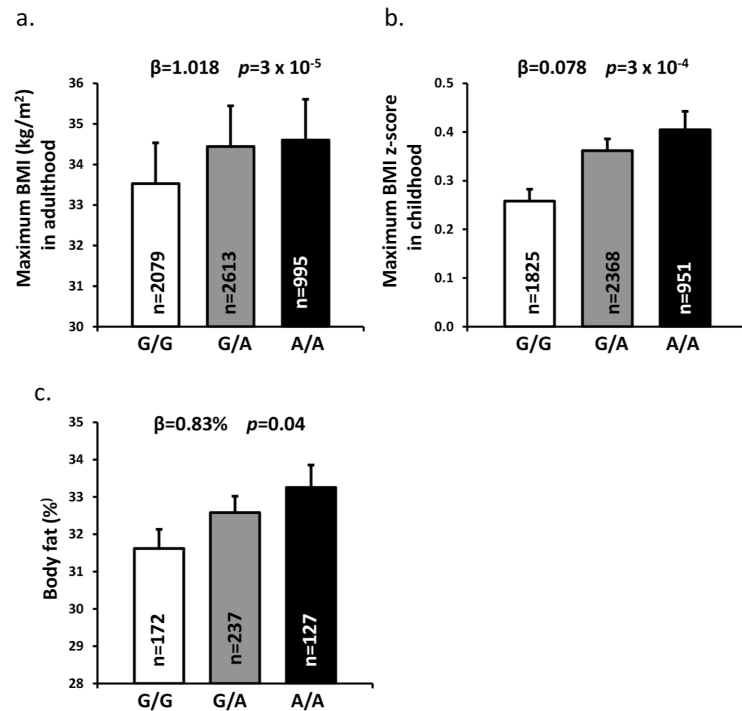 a.
β=1.018 p=3 x 10⁻⁵
Maximum BMI (kg/m²)
in adulthood
36
35
34
33
32
31
30
n=2079
n=2613
n=995
G/G G/A A/A
b.
β=0.078 p=3 x 10⁻⁴
Maximum BMI z-score
in childhood
0.5
0.4
0.3
0.2
0.1
0.0
n=1825
n=2368
n=951
G/G G/A A/A
c.
β=0.83% p=0.04
Body fat (%)
35
34
33
32
31
30
29
28
n=172
n=237
n=127
G/G G/A A/A